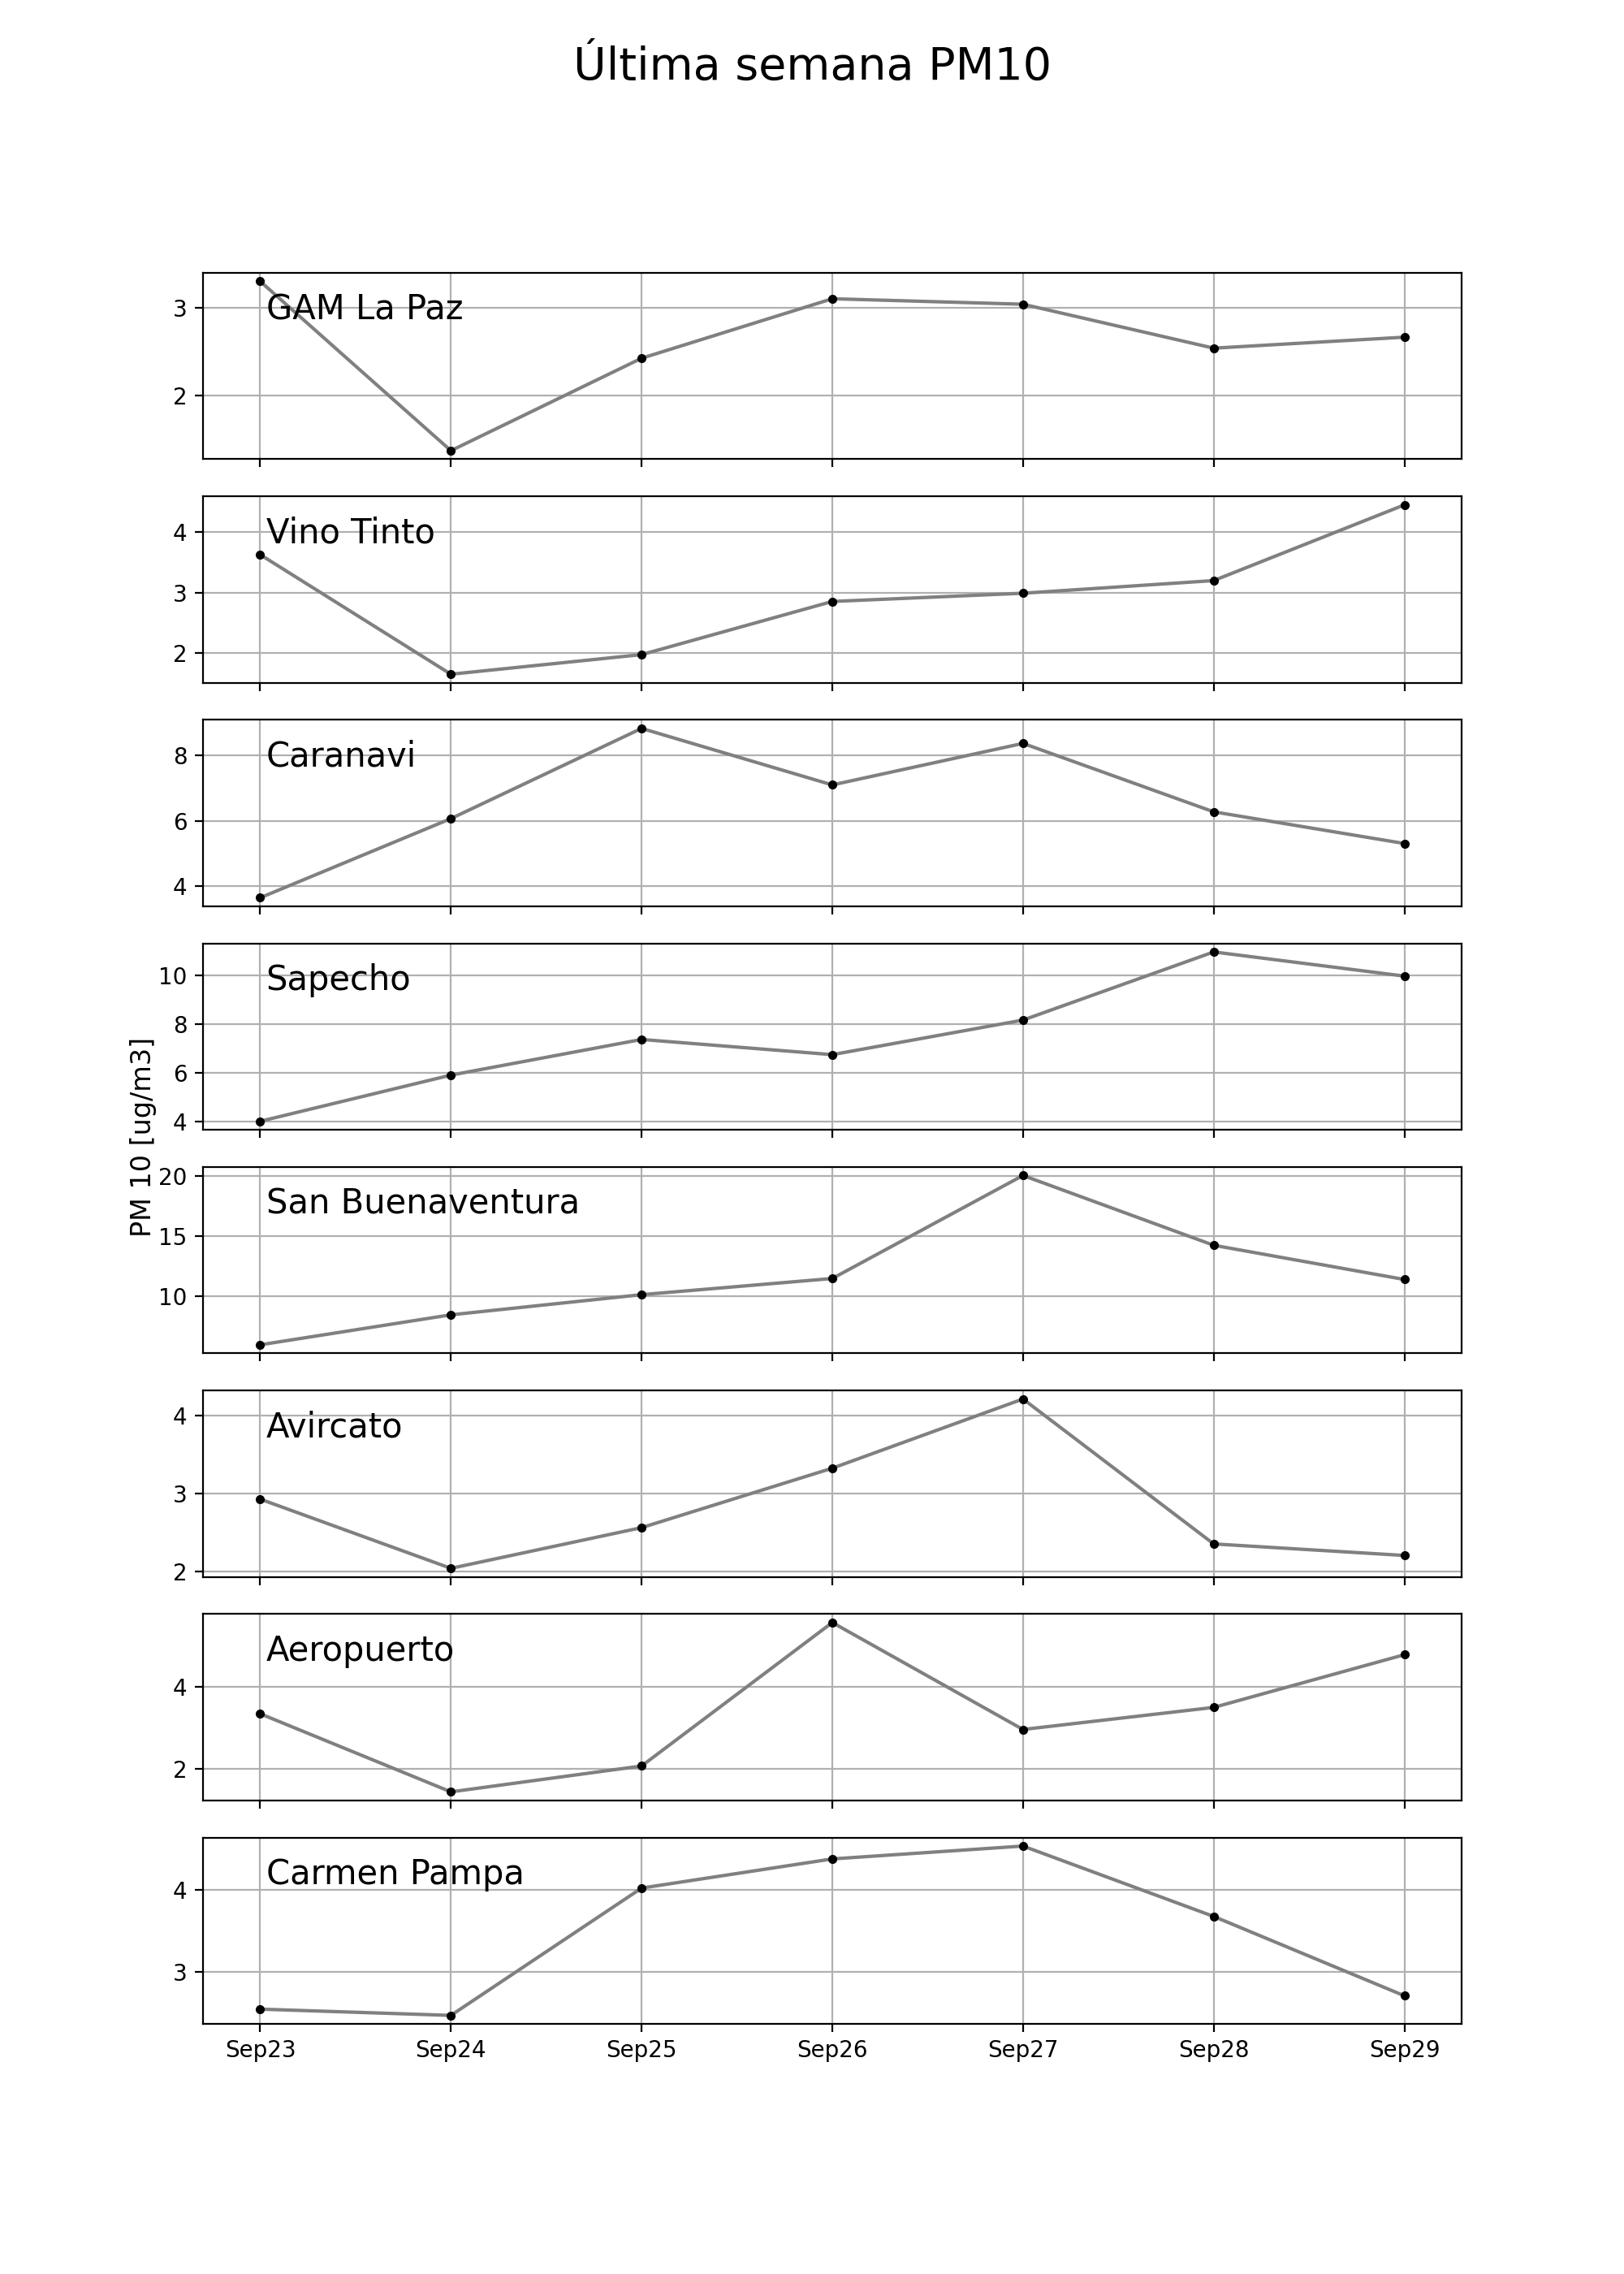 Última semana PM10
PM 10 [ug/m3]
GAM La Paz
3
2
Vino Tinto
4
3
2
Caranavi
8
6
4
Sapecho
10
8
6
4
San Buenaventura
20
15
10
Avircato
4
3
2
Aeropuerto
4
2
Carmen Pampa
4
3
Sep23 Sep24 Sep25 Sep26 Sep27 Sep28 Sep29